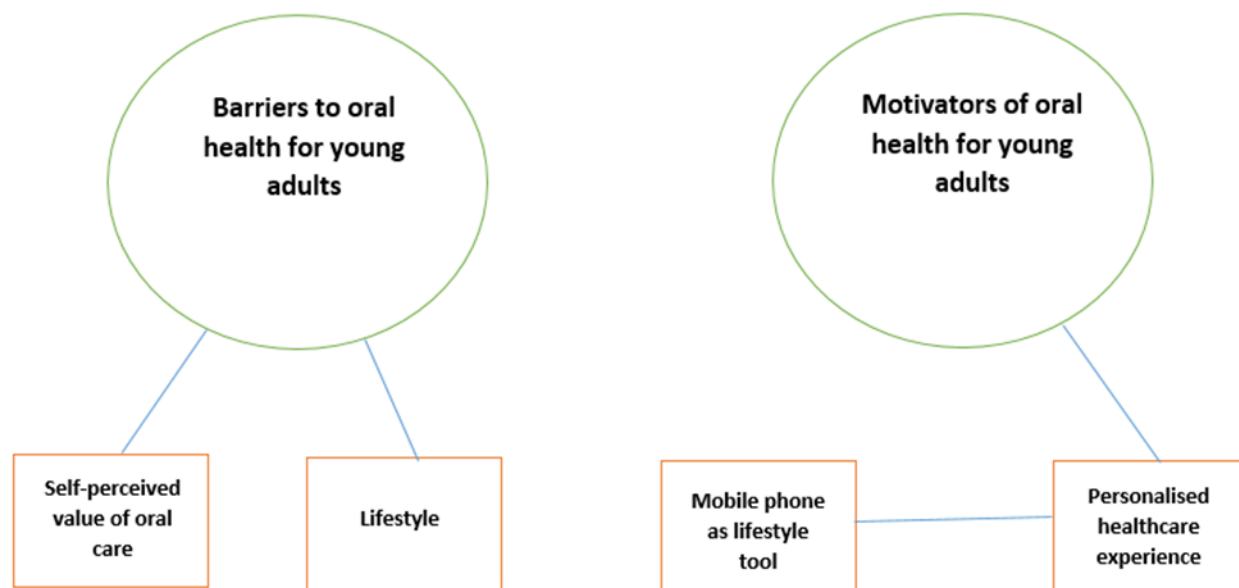 Barriers to oral
health for young
adults
Motivators of oral
health for young
adults
Self-perceived
value of oral
care
Lifestyle
Mobile phone
as lifestyle
tool
Personalised
healthcare
experience